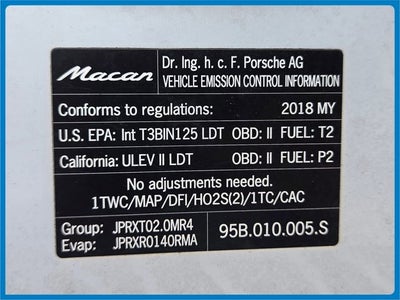 Macan
Dr. Ing. h. c. F. Porsche AG
VEHICLE EMISSION CONTROL INFORMATION
Conforms to regulations: 2018 MY
U.S. EPA: Int T3BIN125 LDT OBD: II FUEL: T2
California: ULEV II LDT OBD: II FUEL: P2
No adjustments needed.
1TWC/MAP/DFI/HO2S(2)/1TC/CAC
Group: JPRXT02.0MR4
Evap: JPRXR0140RMA
95B.010.005.S